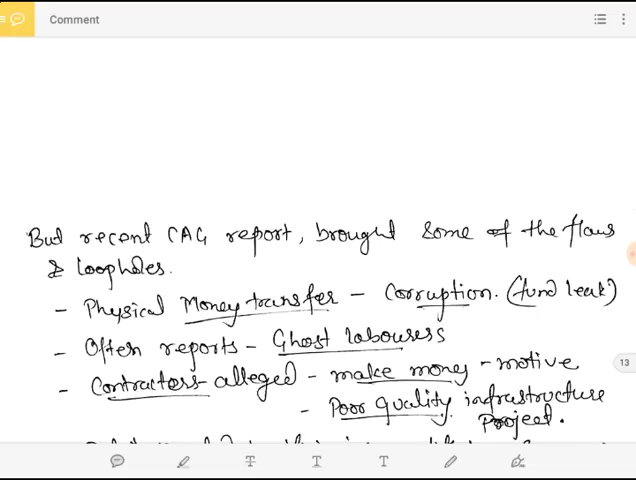 Comment
But recent CAG report, brought some of the flaws
& loopholes.
- Physical Money transfer - Corruption. (fund leak)
- Often reports - Ghost labouress
- Contractors - alleged - make money - motive
- Poor quality infrastructure
Project.
13